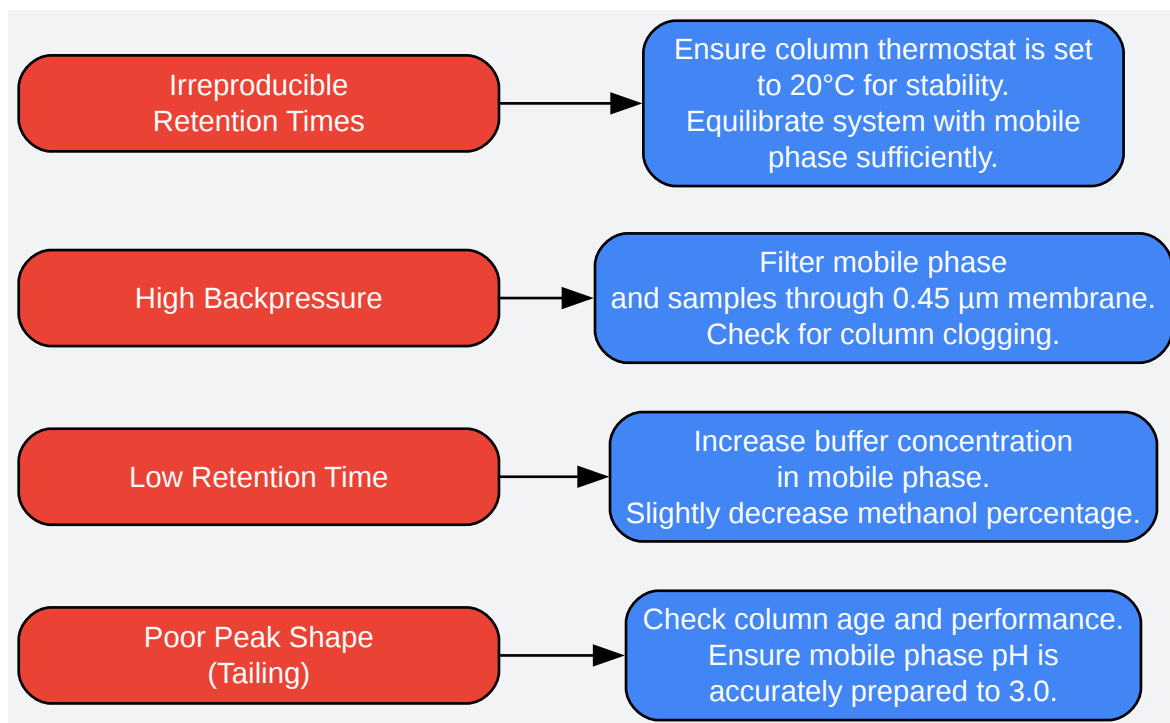 Irreproducible
Retention Times
Ensure column thermostat is set
to 20°C for stability.
Equilibrate system with mobile
phase sufficiently.
High Backpressure
Filter mobile phase
and samples through 0.45 µm membrane.
Check for column clogging.
Low Retention Time
Increase buffer concentration
in mobile phase.
Slightly decrease methanol percentage.
Poor Peak Shape
(Tailing)
Check column age and performance.
Ensure mobile phase pH is
accurately prepared to 3.0.